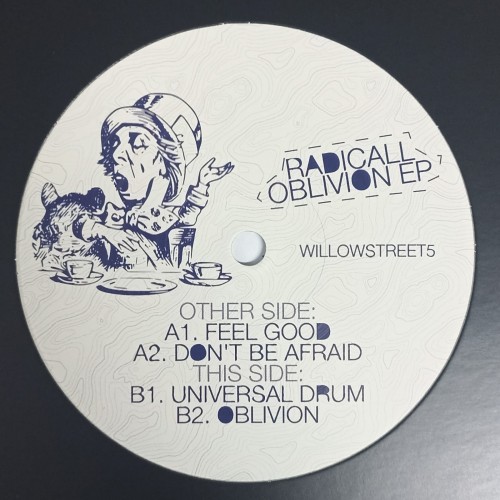 RADICALL
OBLIVION EP
WILLOWSTREET5
OTHER SIDE:
A1. FEEL GOOD
A2. DON'T BE AFRAID
THIS SIDE:
B1. UNIVERSAL DRUM
B2. OBLIVION